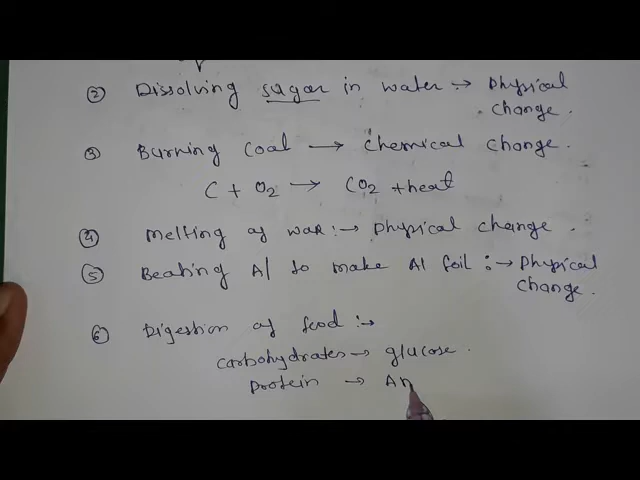 ② Dissolving sugar in water :→ Physical
change.
③ Burning coal → chemical change.
C + O₂ → CO₂ + heat
④ Melting of wax :→ Physical change.
⑤ Beating Al to make Al foil :→ Physical
change.
⑥ Digestion of food :→
carbohydrates → glucose.
Protein → Am